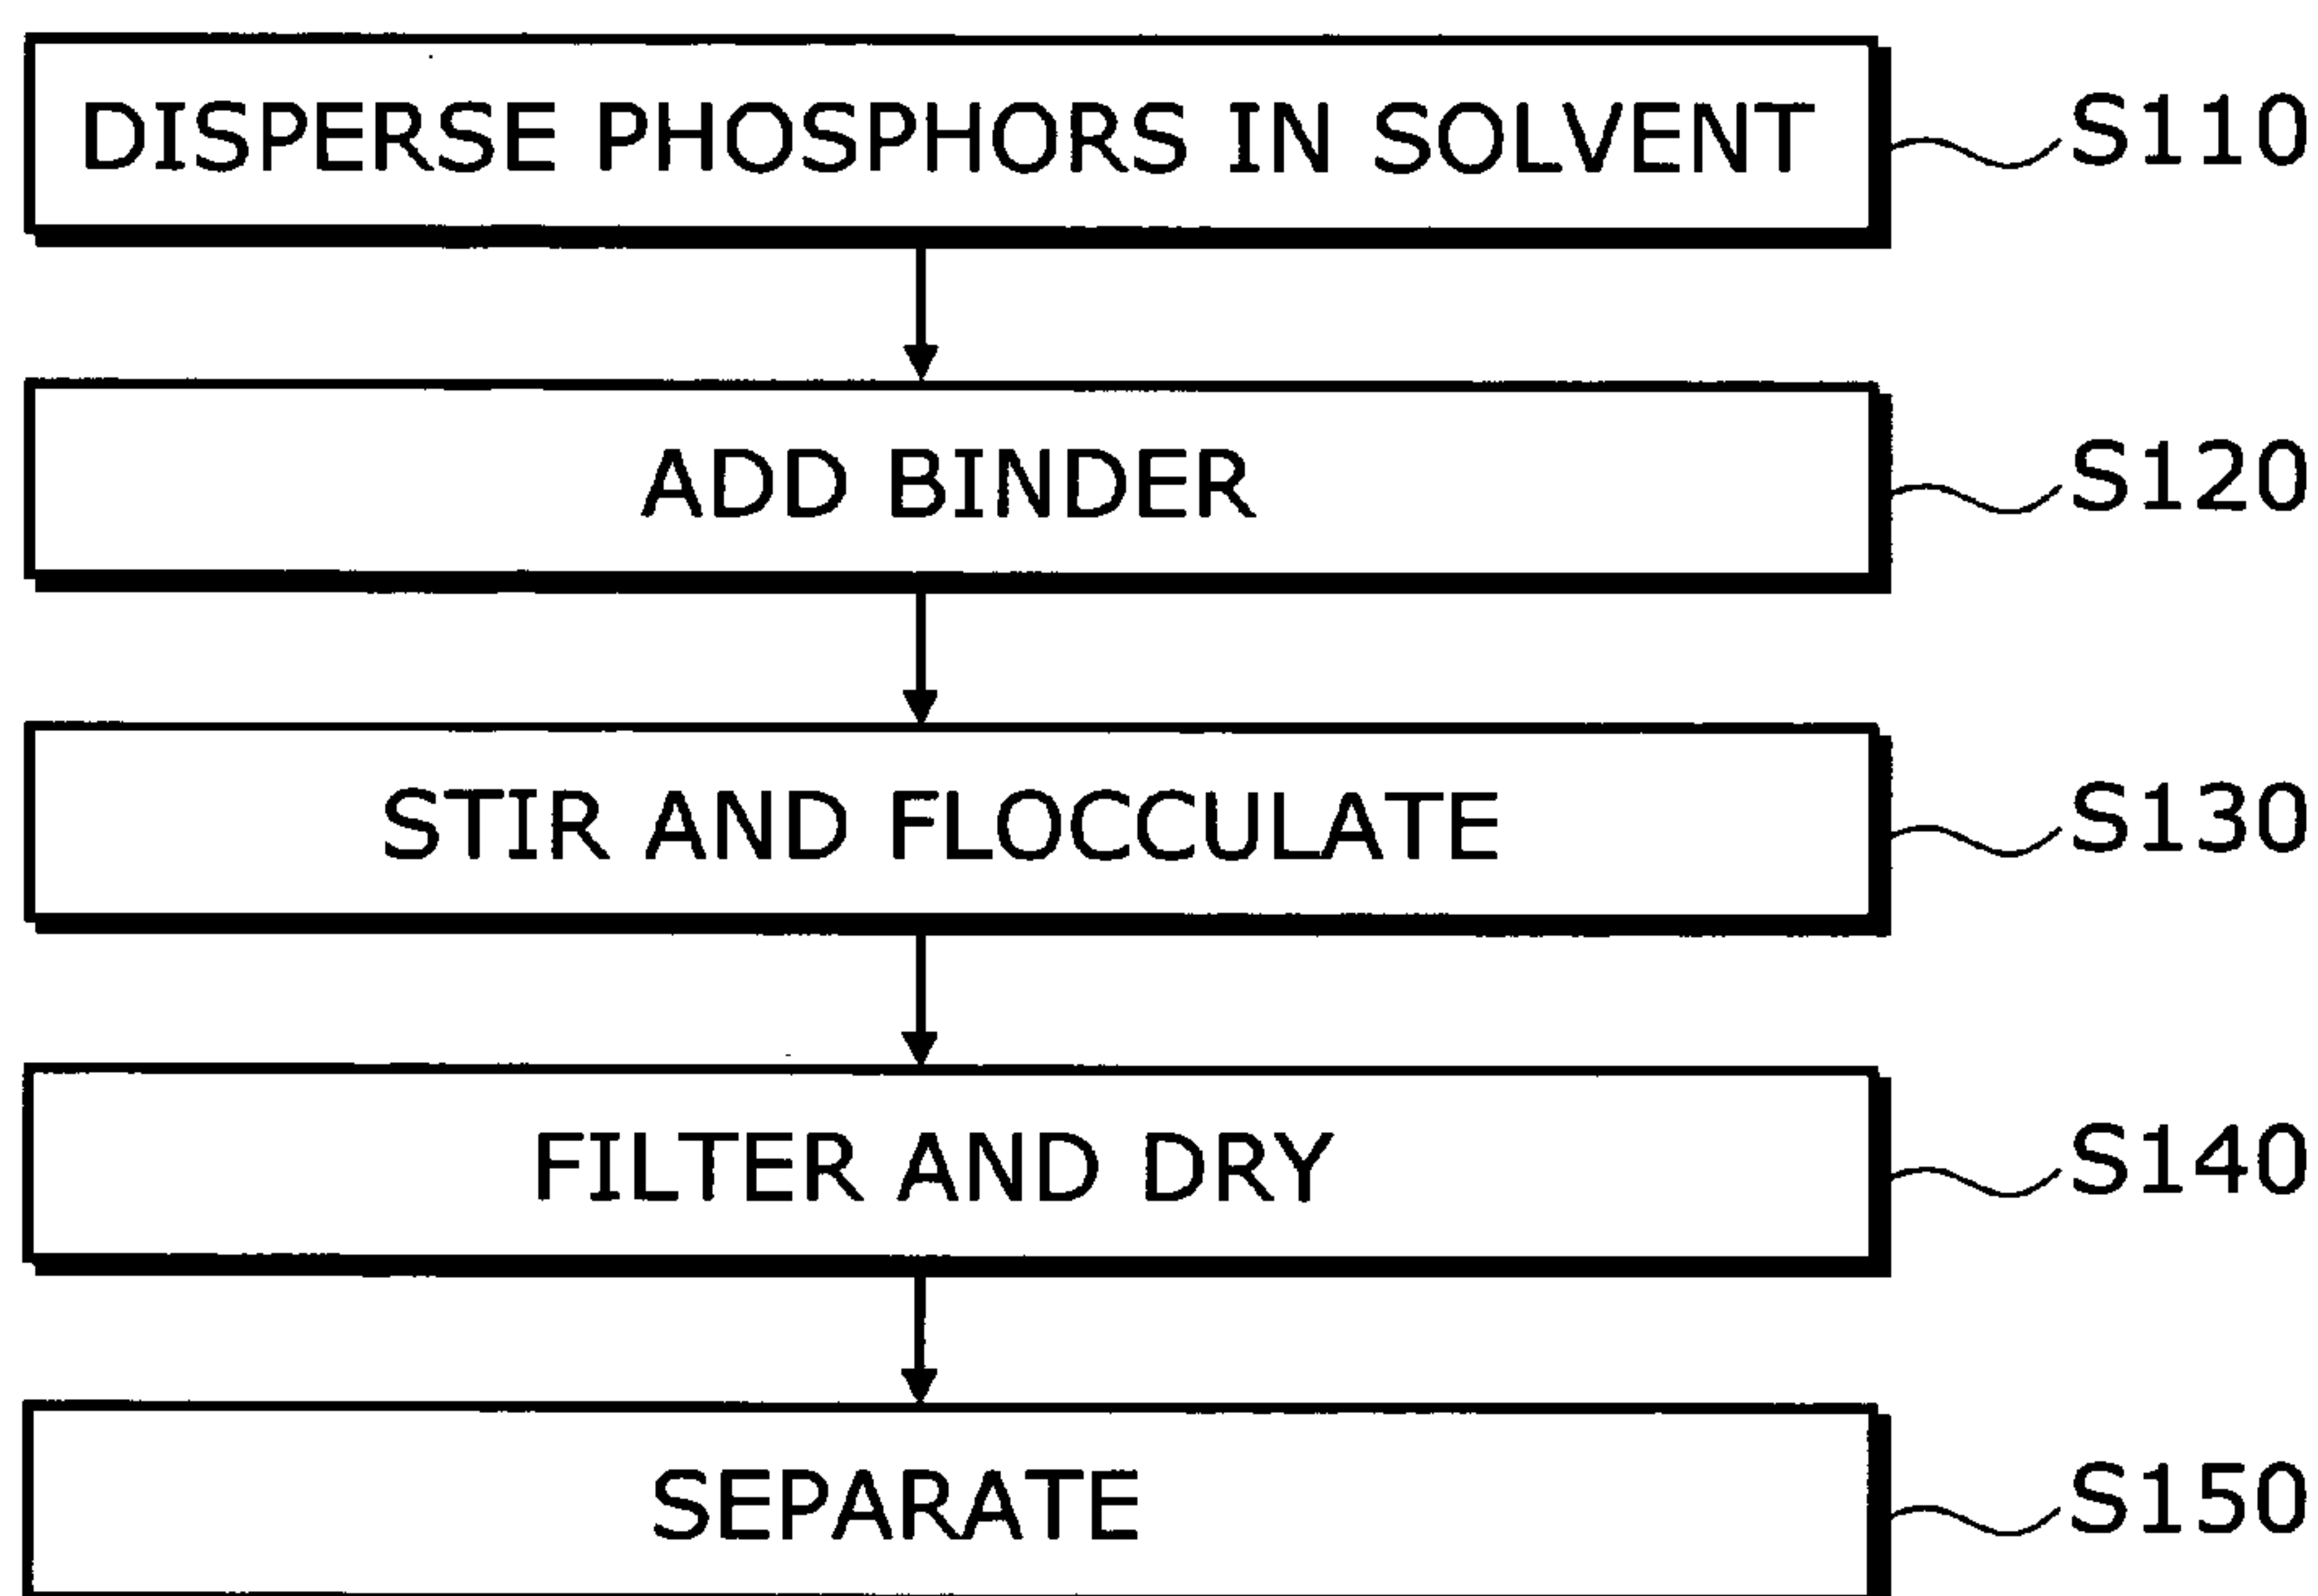 DISPERSE PHOSPHORS IN SOLVENT S110
ADD BINDER S120
STIR AND FLOCCULATE S130
FILTER AND DRY S140
SEPARATE S150